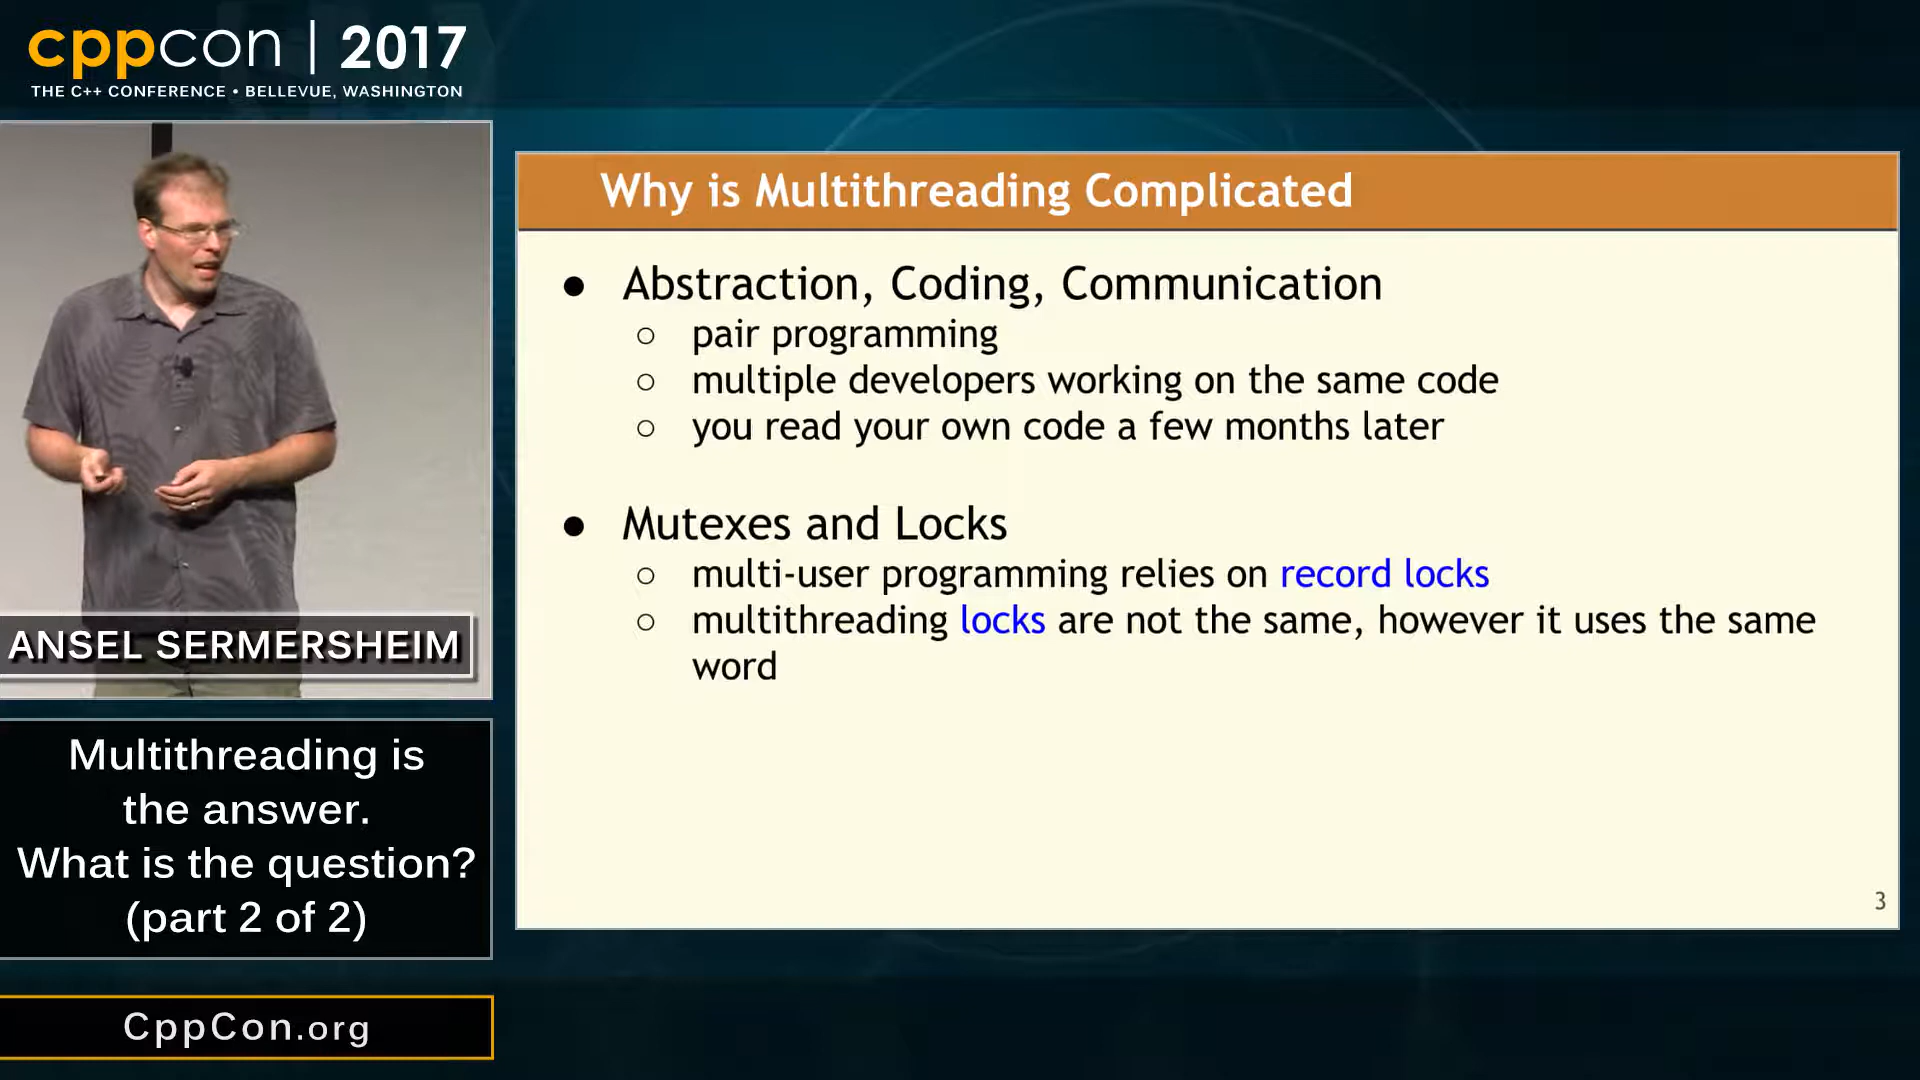 cppcon | 2017
THE C++ CONFERENCE • BELLEVUE, WASHINGTON
ANSEL SERMERSHEIM
Multithreading is
the answer.
What is the question?
(part 2 of 2)
CppCon.org
Why is Multithreading Complicated
● Abstraction, Coding, Communication
○ pair programming
○ multiple developers working on the same code
○ you read your own code a few months later
● Mutexes and Locks
○ multi-user programming relies on record locks
○ multithreading locks are not the same, however it uses the same
word
3